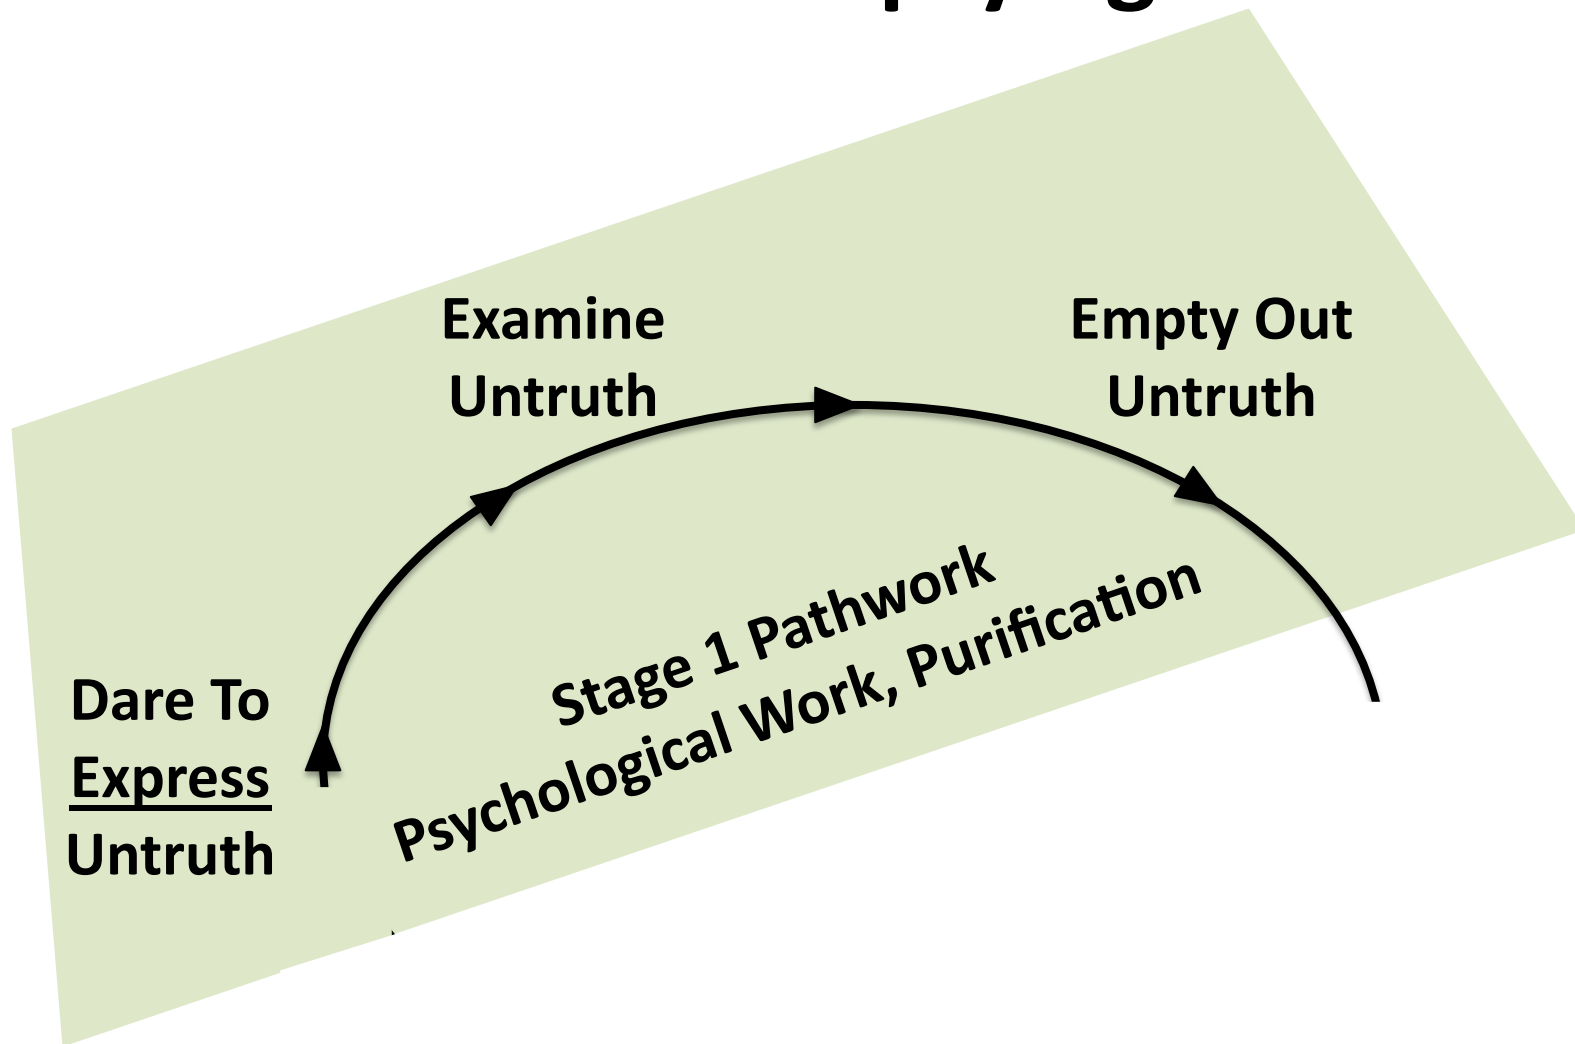 Examine
Untruth
Empty Out
Untruth
Dare To
Express
Untruth
Stage 1 Pathwork
Psychological Work, Purification